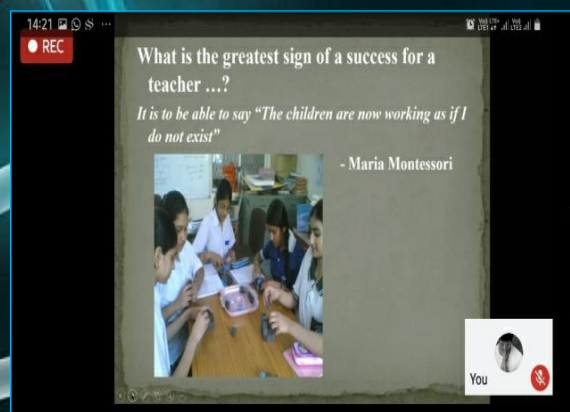 14:21
REC
What is the greatest sign of a success for a
teacher ...?
It is to be able to say “The children are now working as if I
do not exist”
- Maria Montessori
You